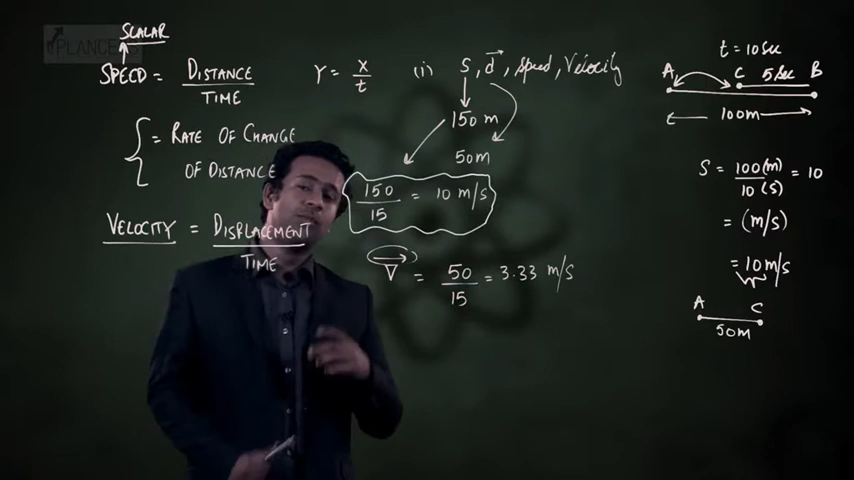 SCALAR
PLANCESS
SPEED = DISTANCE / TIME
= RATE OF CHANGE
OF DISTANCE
VELOCITY = DISPLACEMENT / TIME
Y = x / t
(i) S, d, Speed, Velocity
150 m
50m
150 / 15 = 10 m/s
V = 50 / 15 = 3.33 m/s
t = 10 Sec
A C 5 Sec B
100m
S = 100(m) / 10(s) = 10
= (m/s)
= 10 m/s
A C
50m